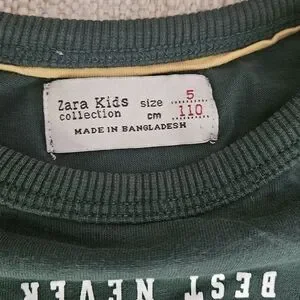 Zara Kids size 5
collection cm 110
MADE IN BANGLADESH
BEST NEVER